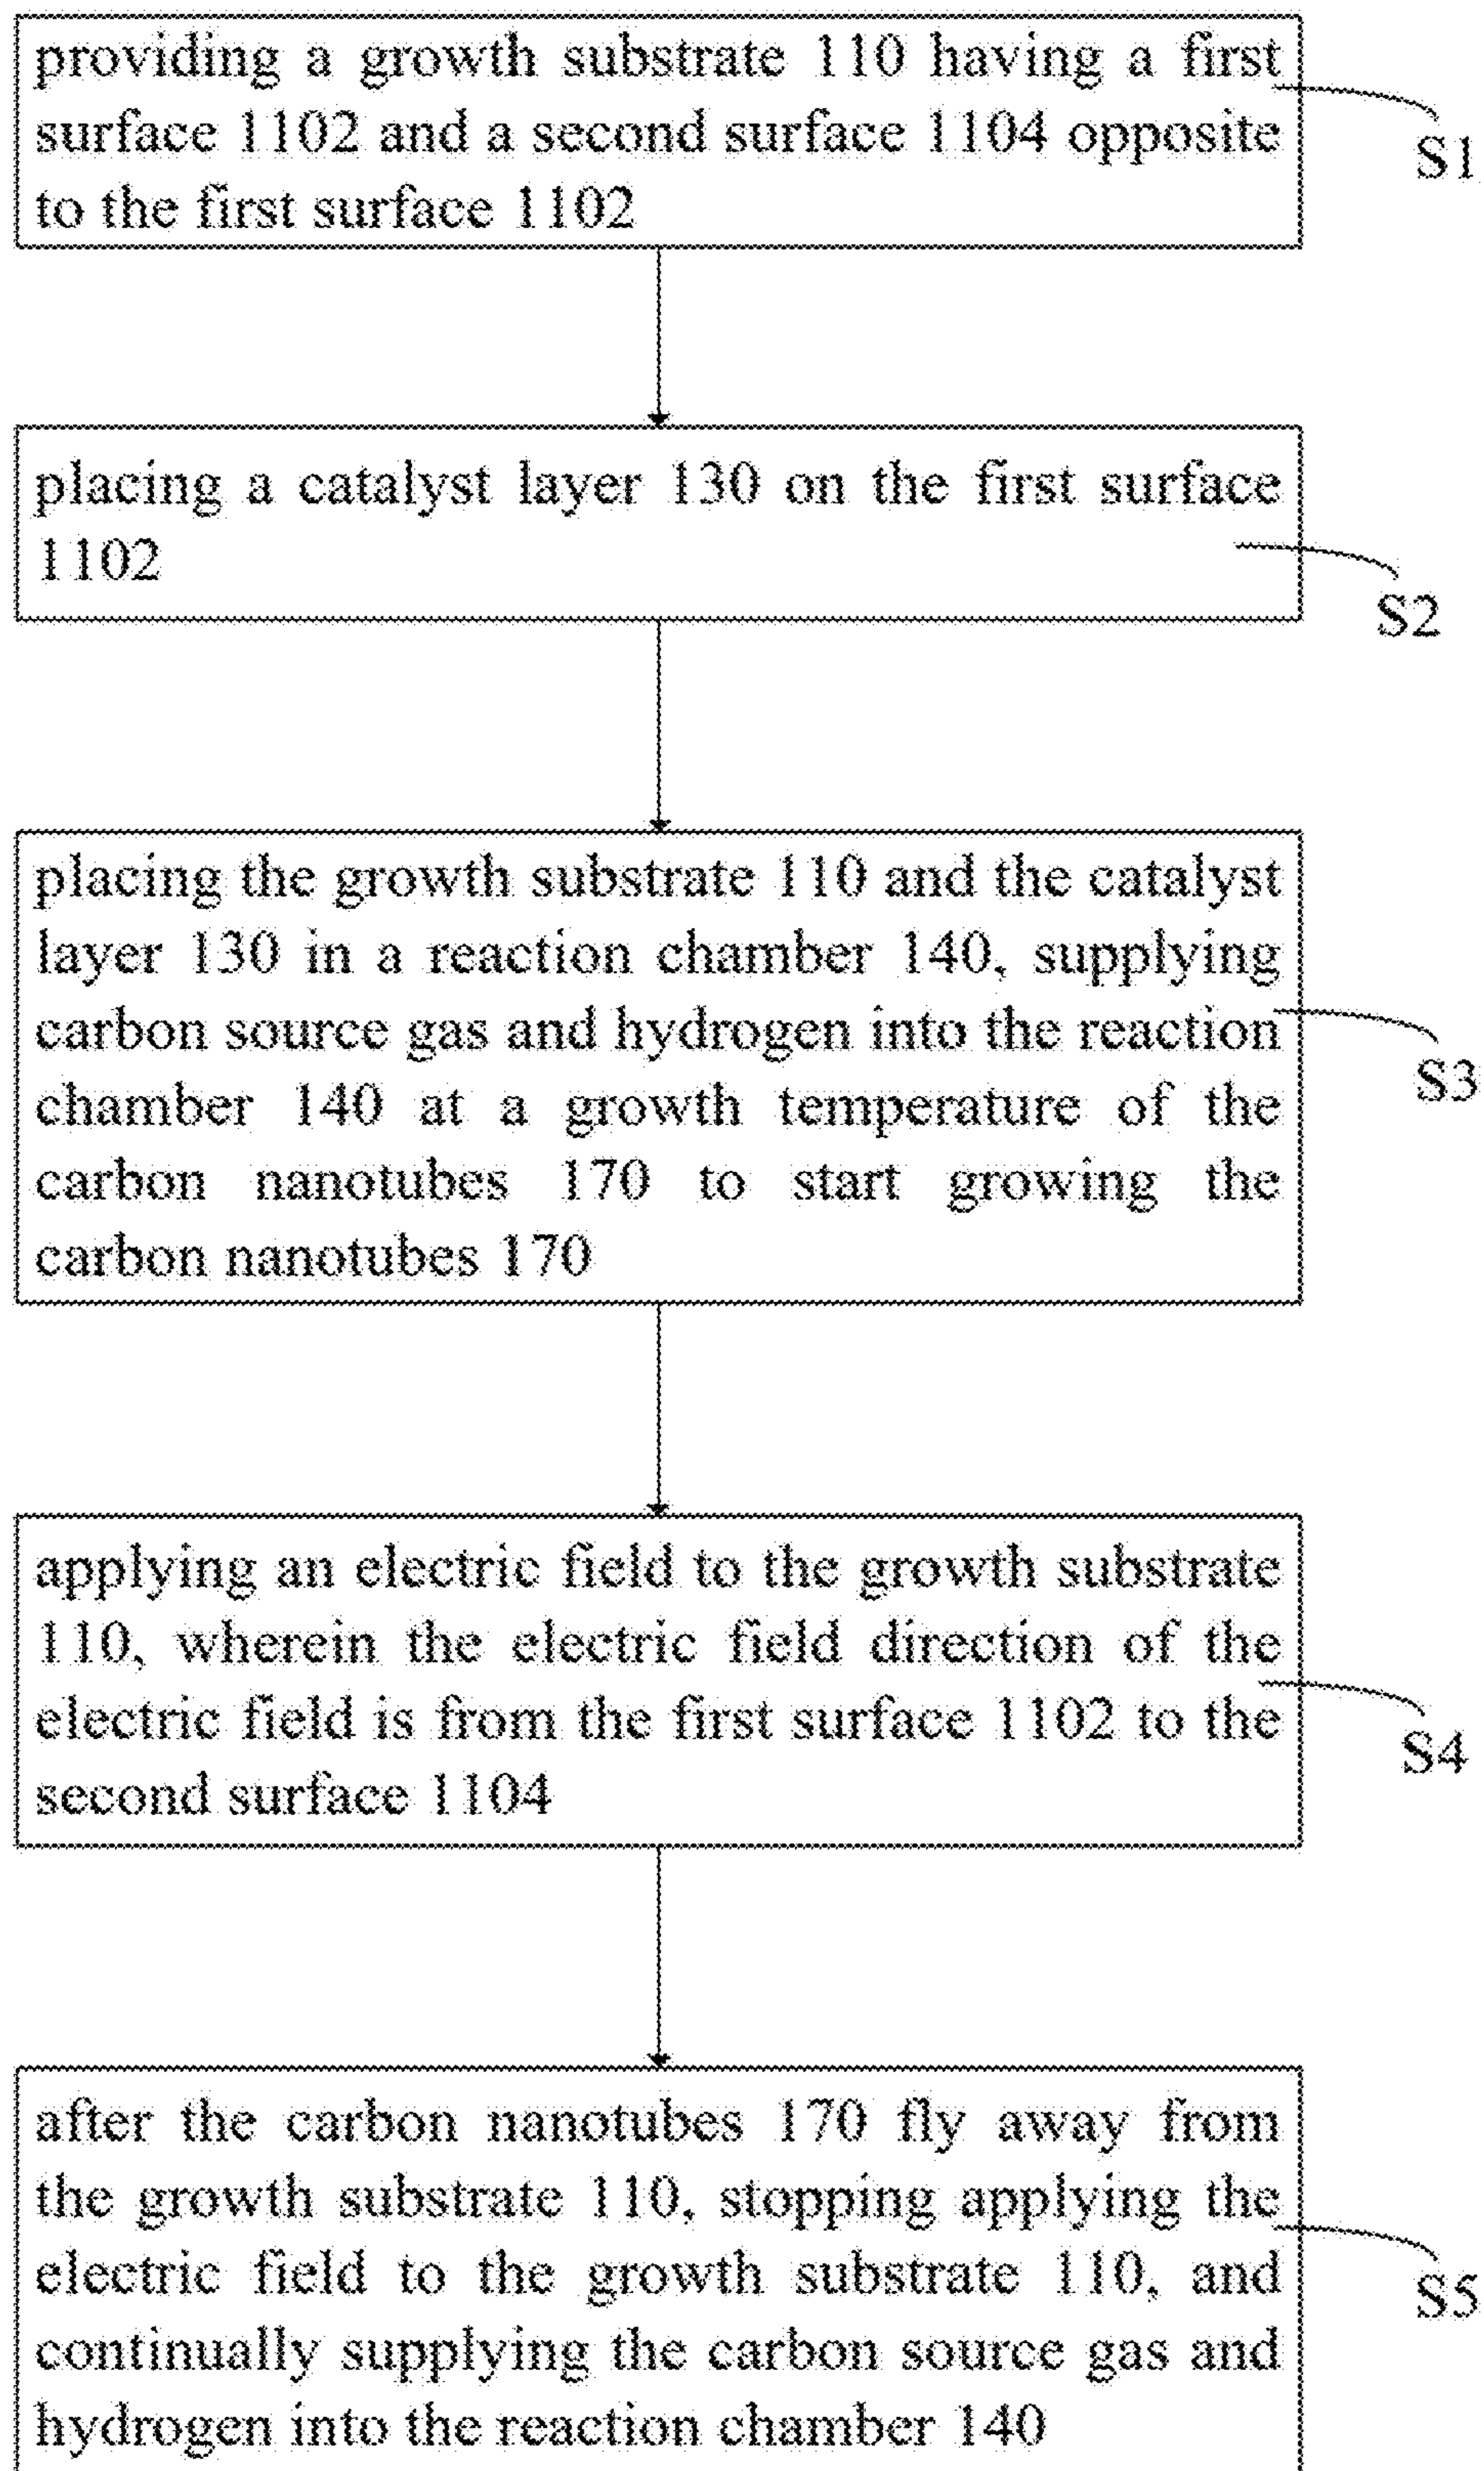 providing a growth substrate 110 having a first
surface 1102 and a second surface 1104 opposite
to the first surface 1102
S1
placing a catalyst layer 130 on the first surface
1102
S2
placing the growth substrate 110 and the catalyst
layer 130 in a reaction chamber 140, supplying
carbon source gas and hydrogen into the reaction
chamber 140 at a growth temperature of the
carbon nanotubes 170 to start growing the
carbon nanotubes 170
S3
applying an electric field to the growth substrate
110, wherein the electric field direction of the
electric field is from the first surface 1102 to the
second surface 1104
S4
after the carbon nanotubes 170 fly away from
the growth substrate 110, stopping applying the
electric field to the growth substrate 110, and
continually supplying the carbon source gas and
hydrogen into the reaction chamber 140
S5